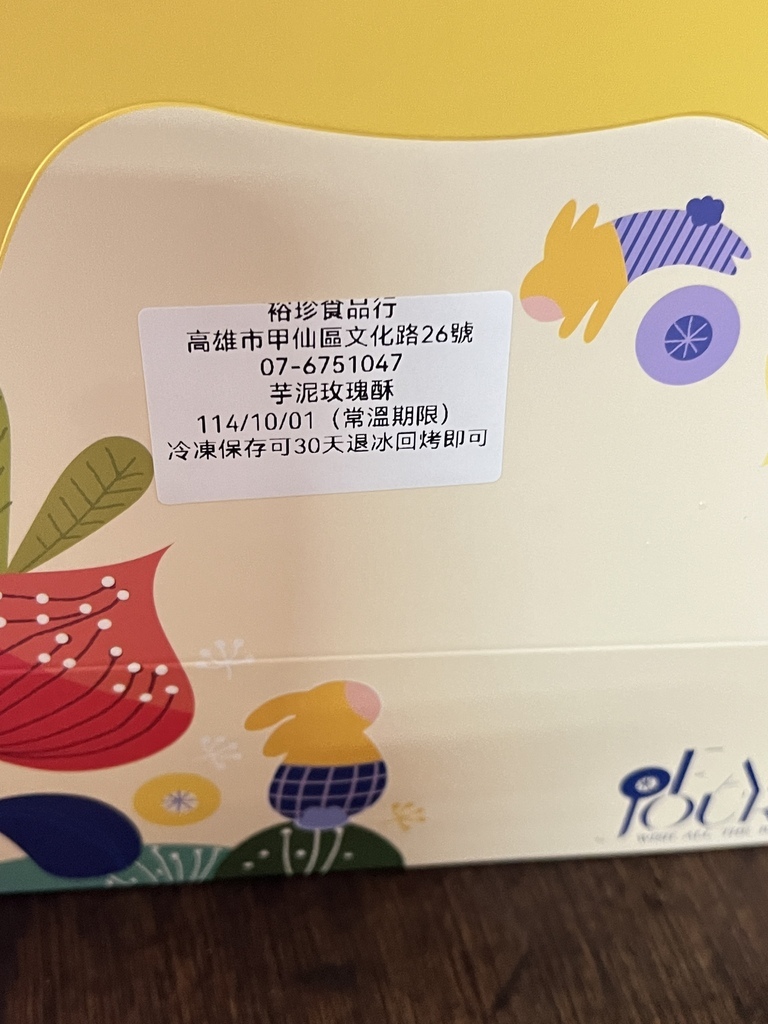 裕珍食品行
高雄市甲仙區文化路26號
07-6751047
芋泥玫瑰酥
114/10/01（常溫期限）
冷凍保存可30天退冰回烤即可